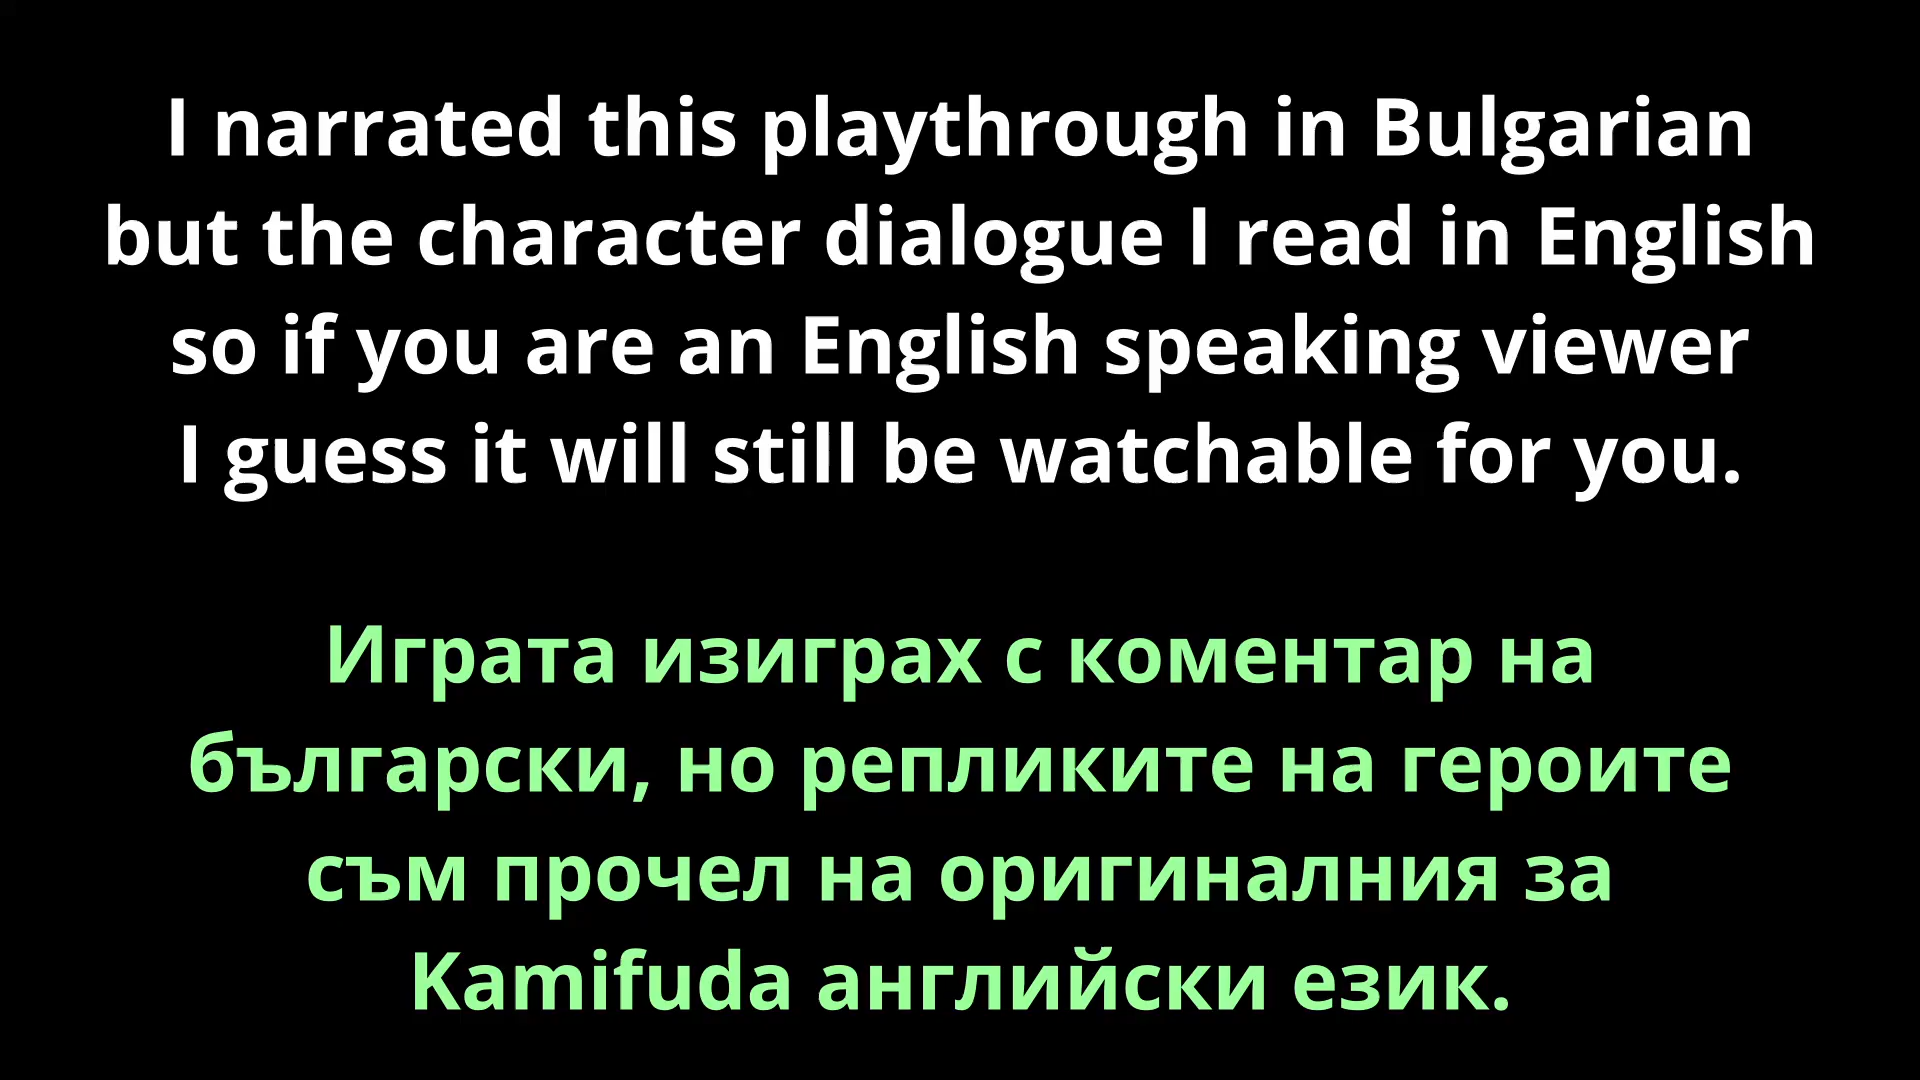 I narrated this playthrough in Bulgarian
but the character dialogue I read in English
so if you are an English speaking viewer
I guess it will still be watchable for you.
Играта изиграх с коментар на
български, но репликите на героите
съм прочел на оригиналния за
Kamifuda английски език.